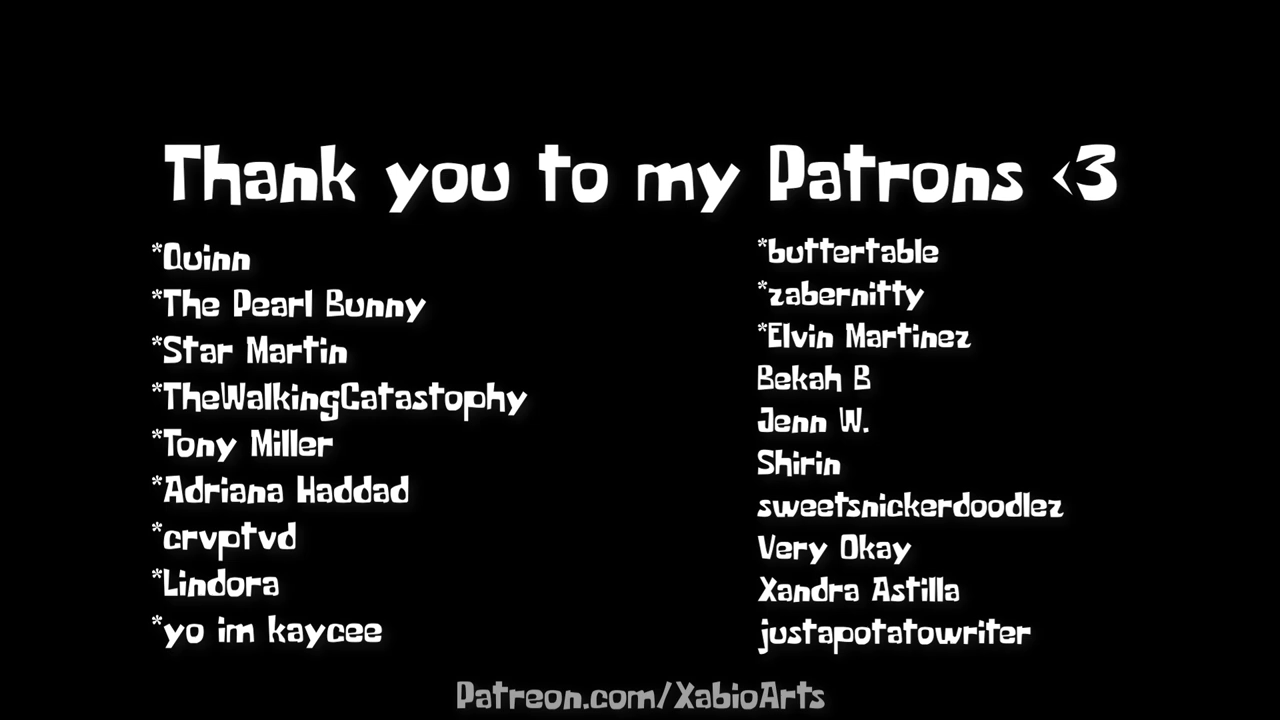 Thank you to my Patrons <3
*Quinn
*The Pearl Bunny
*Star Martin
*TheWalkingCatastophy
*Tony Miller
*Adriana Haddad
*crvptvd
*Lindora
*yo im kaycee
*buttertable
*zabernitty
*Elvin Martinez
Bekah B
Jenn W.
Shirin
sweetsnickerdoodlez
Very Okay
Xandra Astilla
justapotatowriter
Patreon.com/XabioArts